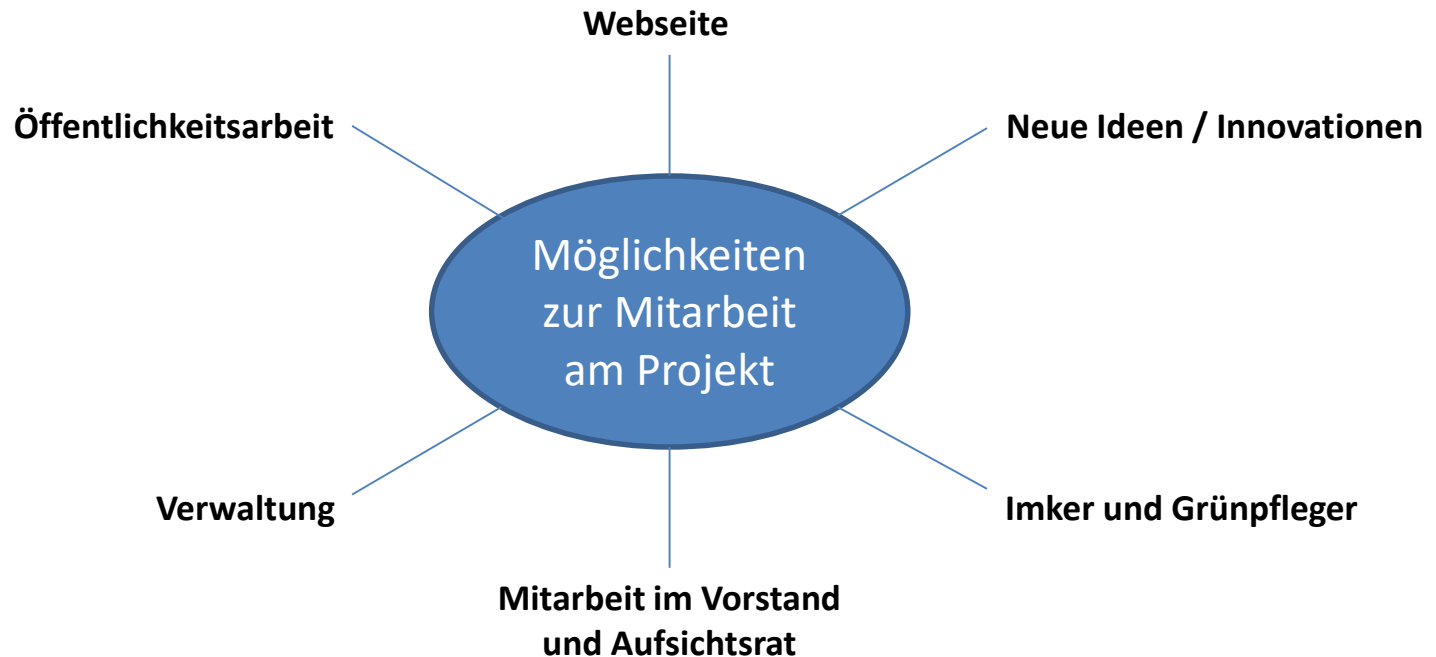 Webseite
Öffentlichkeitsarbeit
Neue Ideen / Innovationen
Möglichkeiten
zur Mitarbeit
am Projekt
Verwaltung
Imker und Grünpfleger
Mitarbeit im Vorstand
und Aufsichtsrat